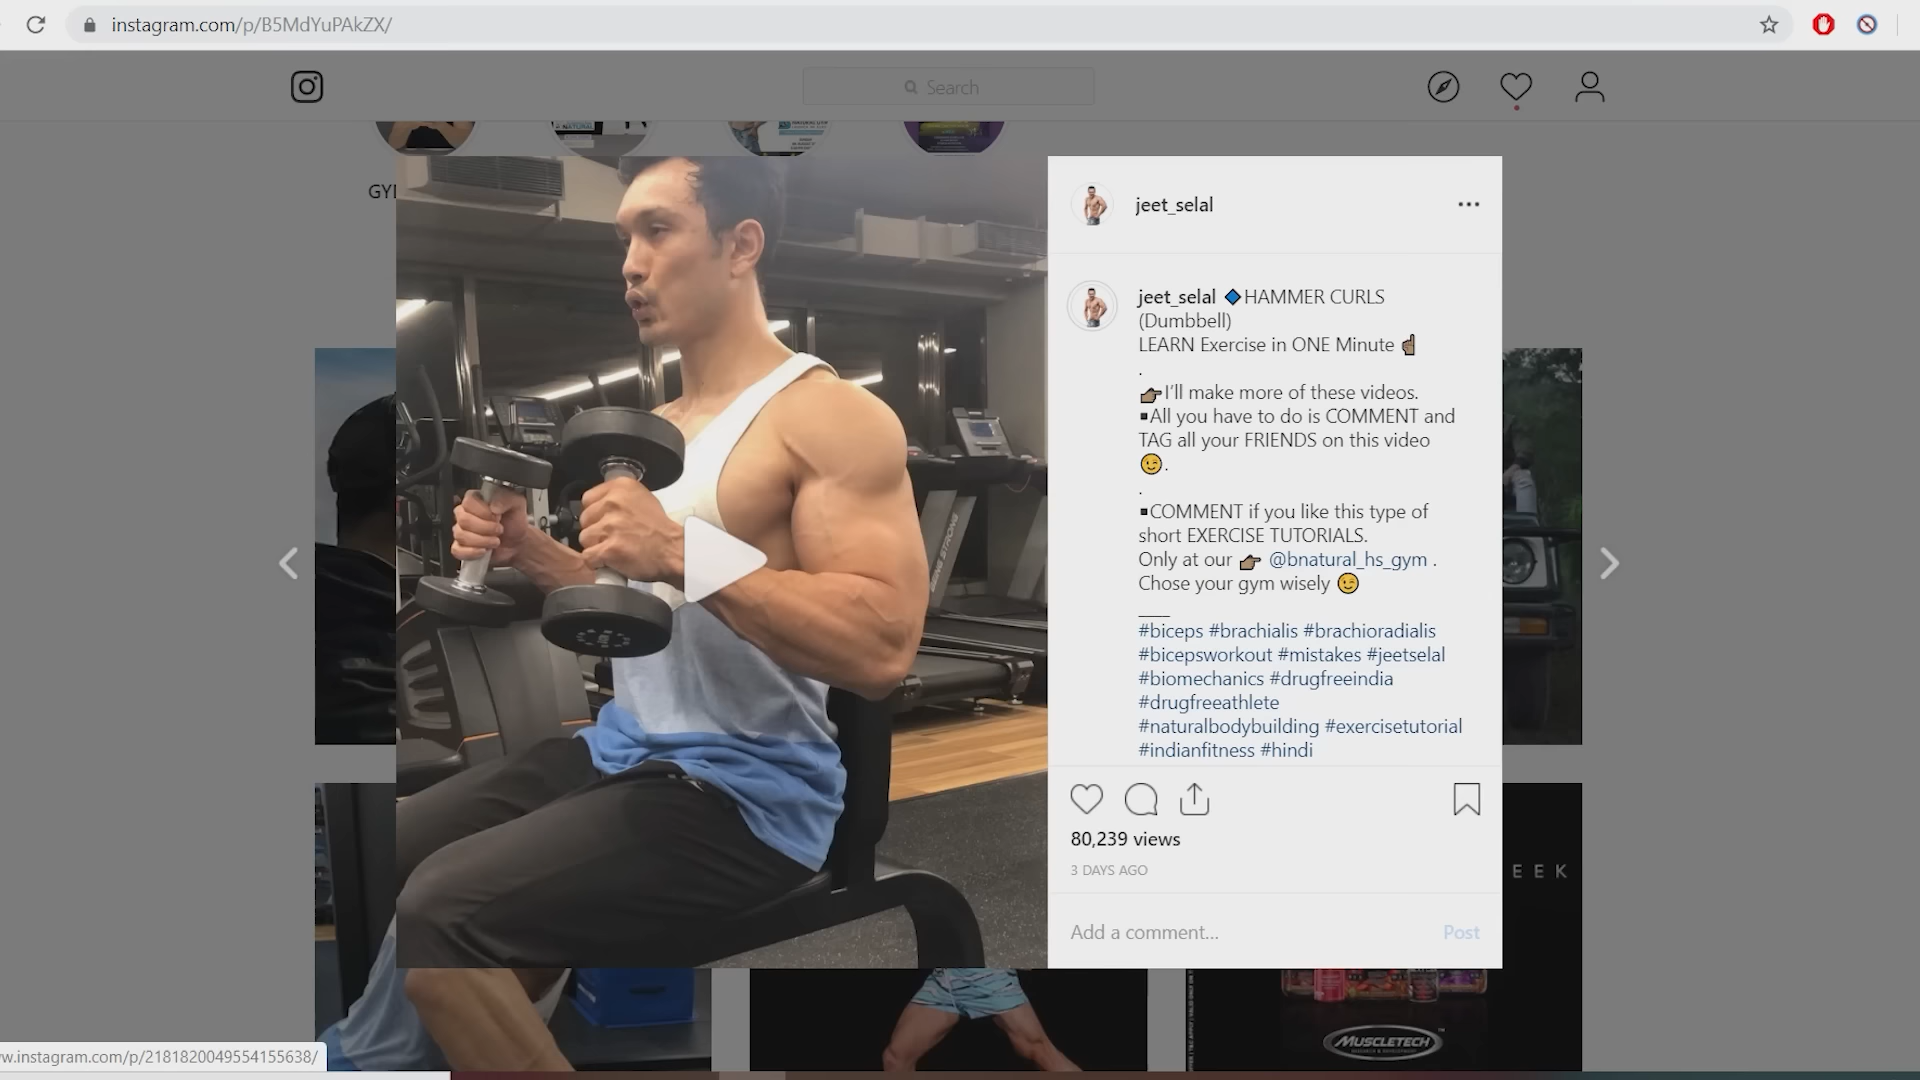 instagram.com/p/B5MdYuPAkZX/
Search
GYI
jeet_selal
jeet_selal 🔷HAMMER CURLS
(Dumbbell)
LEARN Exercise in ONE Minute ☝🏽
.
👉🏽I'll make more of these videos.
▪All you have to do is COMMENT and
TAG all your FRIENDS on this video
😉.
.
▪COMMENT if you like this type of
short EXERCISE TUTORIALS.
Only at our 👉🏽 @bnatural_hs_gym .
Chose your gym wisely 😉
____
#biceps #brachialis #brachioradialis
#bicepsworkout #mistakes #jeetselal
#biomechanics #drugfreeindia
#drugfreeathlete
#naturalbodybuilding #exercisetutorial
#indianfitness #hindi
80,239 views
3 DAYS AGO
Add a comment... Post
BEING STRONG
EEK
MUSCLETECH
w.instagram.com/p/2181820049554155638/